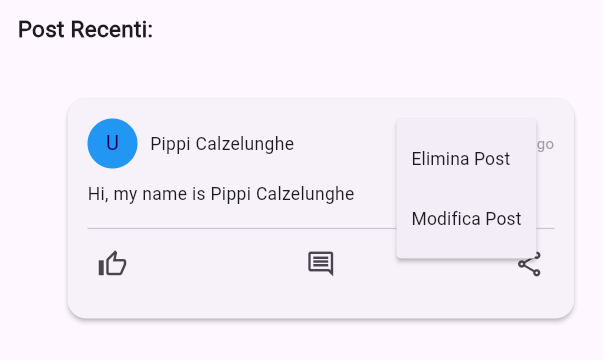 Post Recenti:
U
Pippi Calzelunghe
go
Elimina Post
Hi, my name is Pippi Calzelunghe
Modifica Post